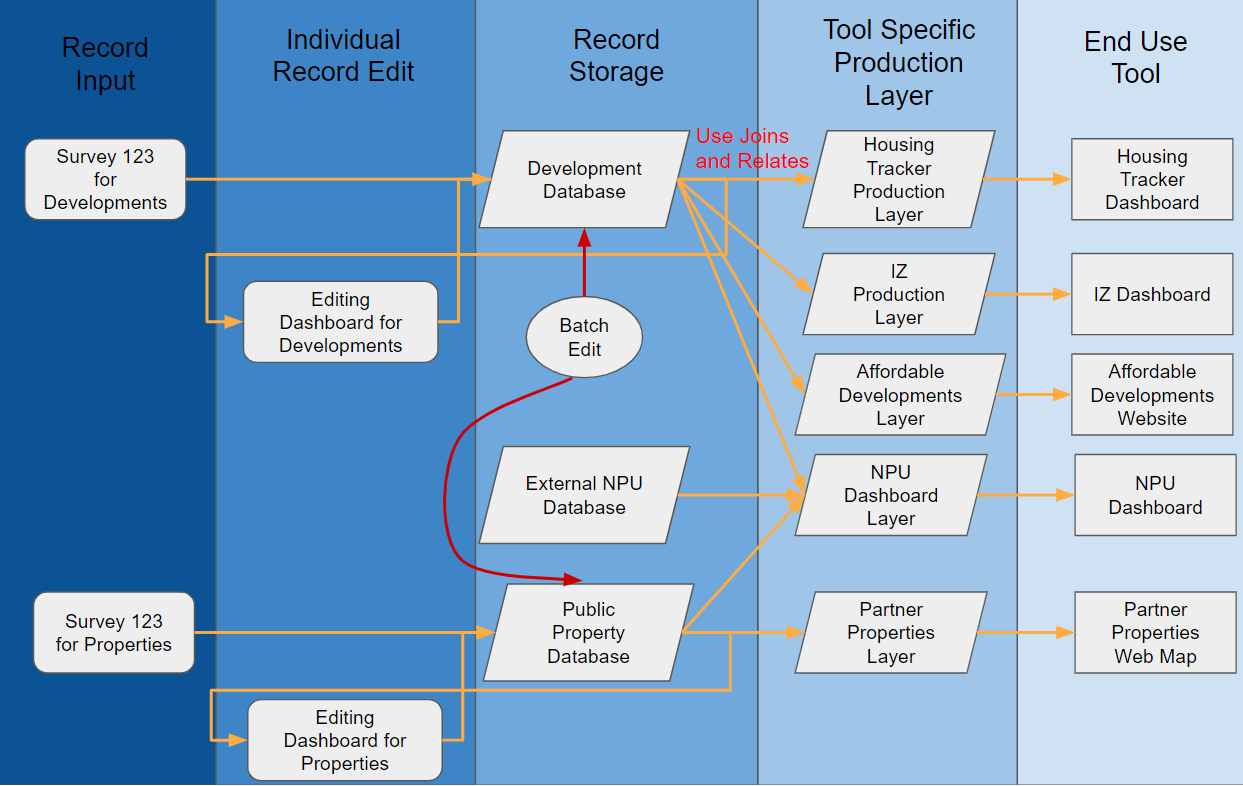 Record
Input
Individual
Record Edit
Record
Storage
Tool Specific
Production
Layer
End Use
Tool
Survey 123
for
Developments
Development
Database
Use Joins
and Relates
Housing
Tracker
Production
Layer
Housing
Tracker
Dashboard
Editing
Dashboard for
Developments
Batch
Edit
IZ
Production
Layer
IZ Dashboard
Affordable
Developments
Layer
Affordable
Developments
Website
External NPU
Database
NPU
Dashboard
Layer
NPU
Dashboard
Survey 123
for Properties
Public
Property
Database
Partner
Properties
Layer
Partner
Properties
Web Map
Editing
Dashboard for
Properties